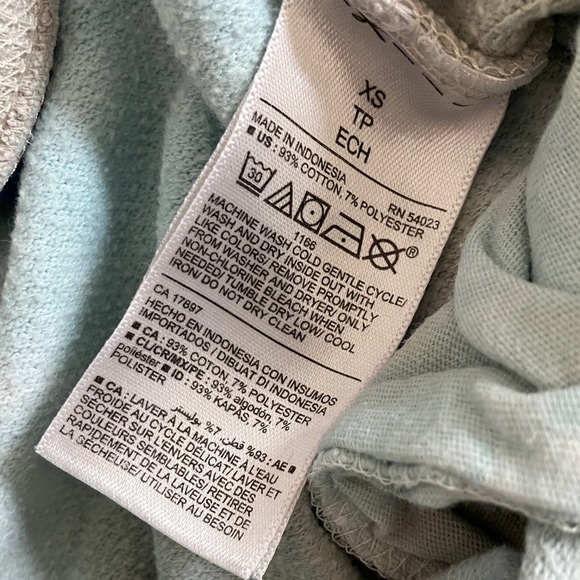 XS
TP
ECH
MADE IN INDONESIA RN 54023
■ US : 93% COTTON, 7% POLYESTER
30
®
1166
MACHINE WASH COLD GENTLE CYCLE/
WASH AND DRY INSIDE OUT WITH
LIKE COLORS/ REMOVE PROMPTLY
FROM WASHER AND DRYER/ ONLY
NON-CHLORINE BLEACH WHEN
NEEDED/ TUMBLE DRY LOW/ COOL
IRON/ DO NOT DRY CLEAN
CA 17897
HECHO EN INDONESIA CON INSUMOS
IMPORTADOS / DIBUAT DI INDONESIA
■ CA : 93% COTTON, 7% POLYESTER
■ CL/CR/MX/PE : 93% algodón, 7%
poliéster ■ ID : 93% KAPAS, 7%
POLISTER
■ AE : 93% قطن, 7% بوليستر
■ CA : LAVER À LA MACHINE À L'EAU
FROIDE AU CYCLE DÉLICAT/ LAVER ET
SÉCHER SUR L'ENVERS AVEC DES
COULEURS SEMBLABLES/ RETIRER
RAPIDEMENT DE LA LAVEUSE/ DE
LA SÉCHEUSE/ UTILISER AU BESOIN